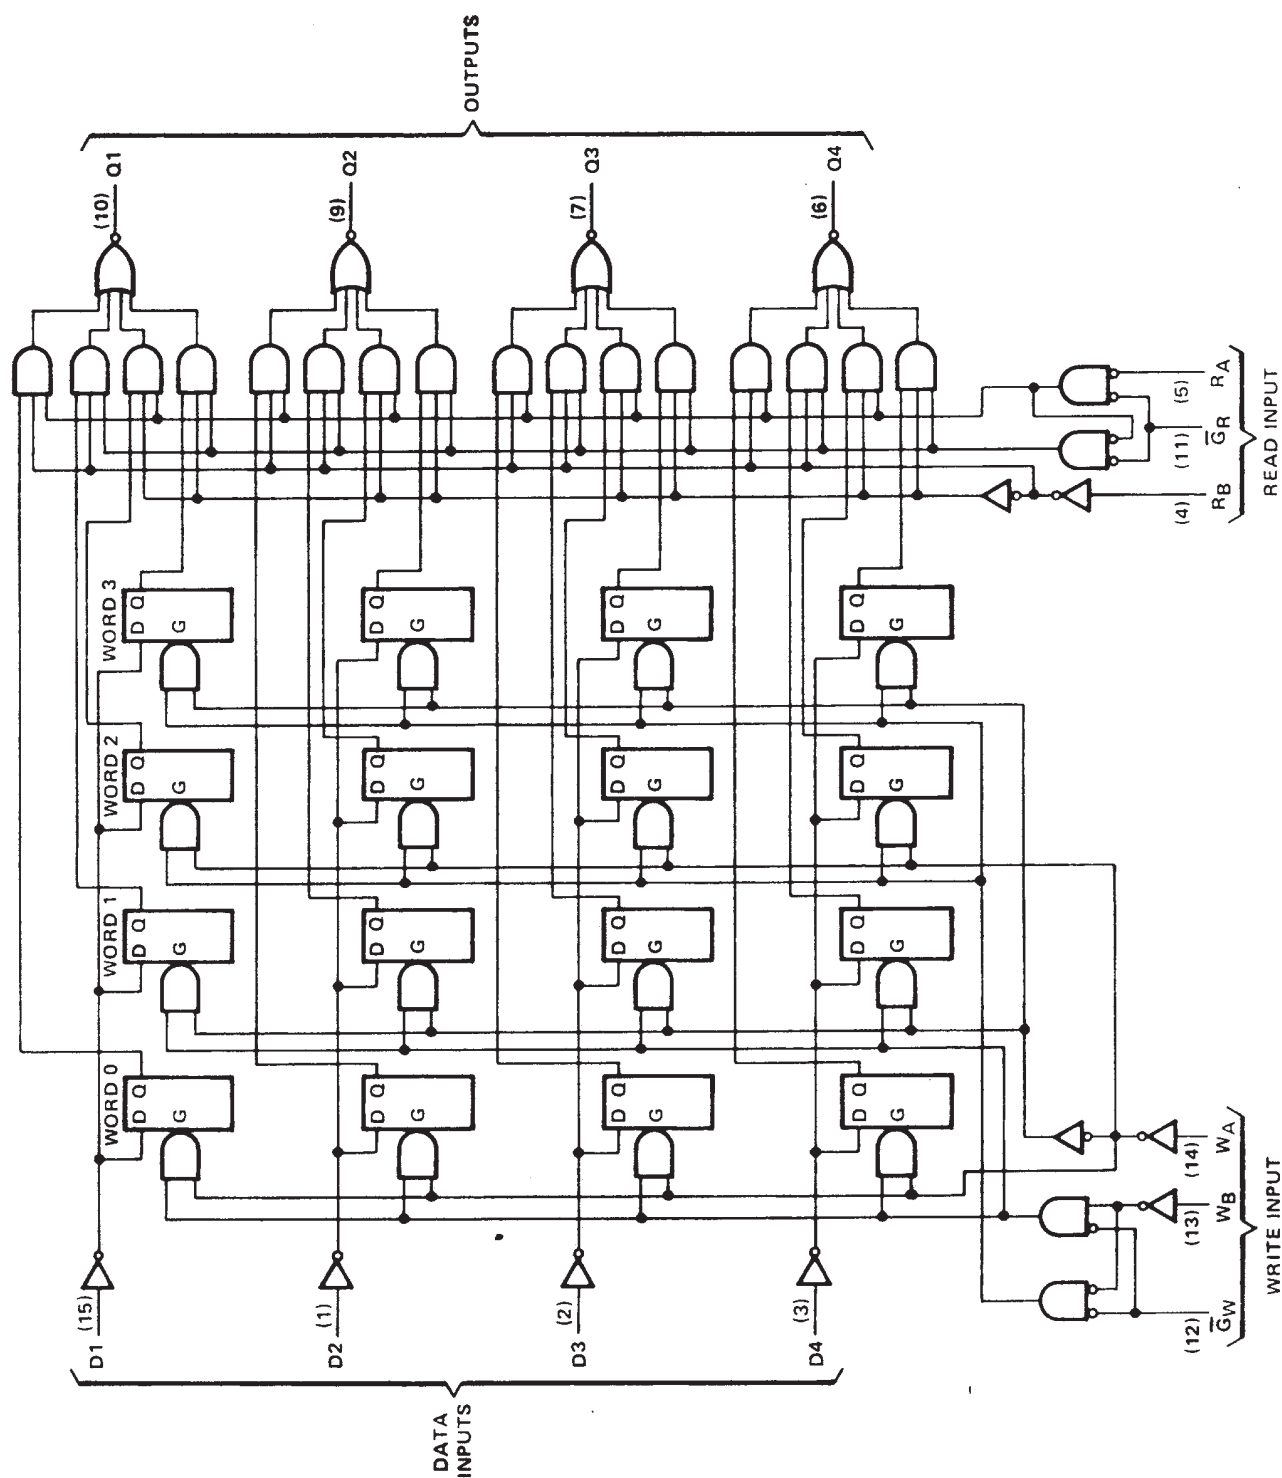 OUTPUTS
(10) Q1
(9) Q2
(7) Q3
(6) Q4
WORD 0
WORD 1
WORD 2
WORD 3
D Q
G
D Q
G
D Q
G
D Q
G
D Q
G
D Q
G
D Q
G
D Q
G
D Q
G
D Q
G
D Q
G
D Q
G
D Q
G
D Q
G
D Q
G
D Q
G
D1 (15)
D2 (1)
D3 (2)
D4 (3)
DATA
INPUTS
(12) (13) (14)
G̅W WB WA
WRITE INPUT
(4) (11) (5)
RB G̅R RA
READ INPUT